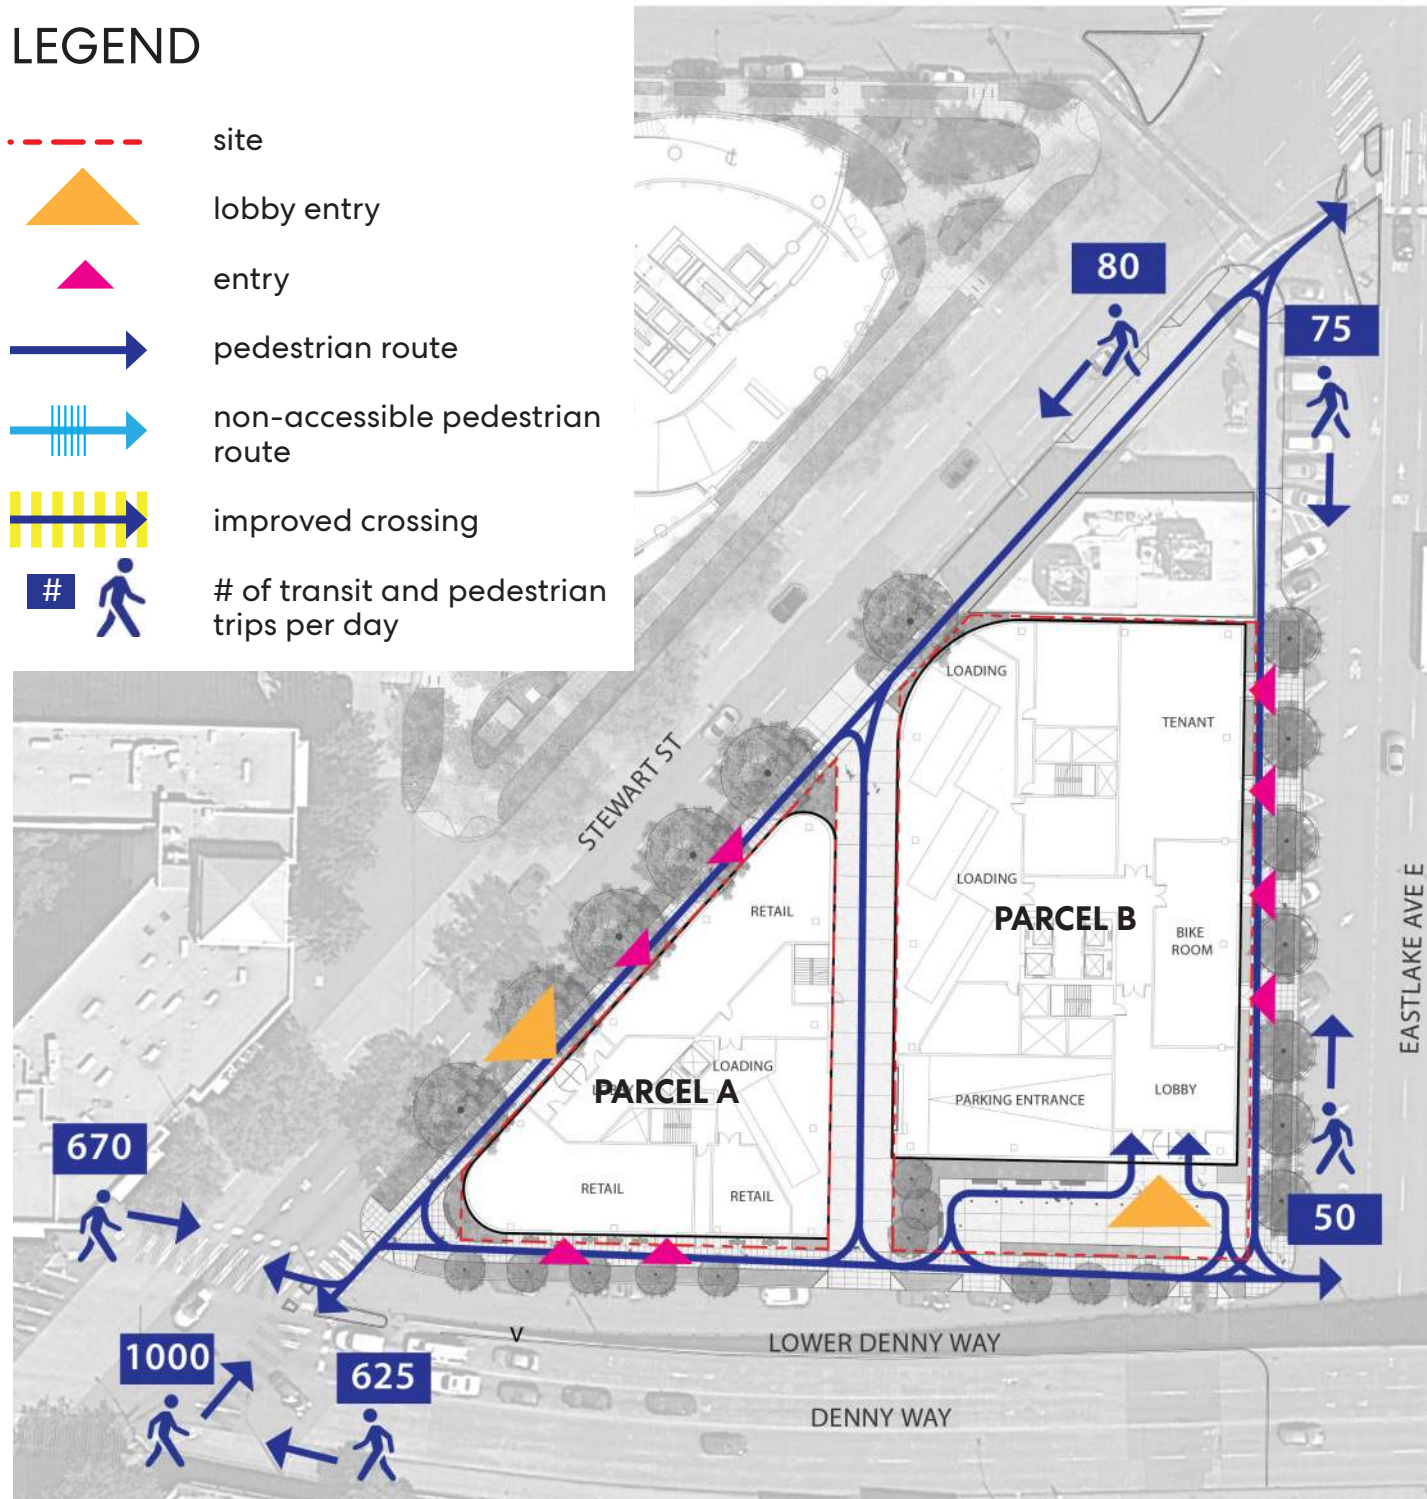 LEGEND
site
lobby entry
entry
pedestrian route
non-accessible pedestrian
route
improved crossing
#
# of transit and pedestrian
trips per day
80
75
STEWART ST
LOADING
TENANT
LOADING
PARCEL B
BIKE
ROOM
EASTLAKE AVE E
RETAIL
LOADING
PARCEL A
PARKING ENTRANCE
LOBBY
RETAIL
RETAIL
670
50
1000
625
v
LOWER DENNY WAY
DENNY WAY